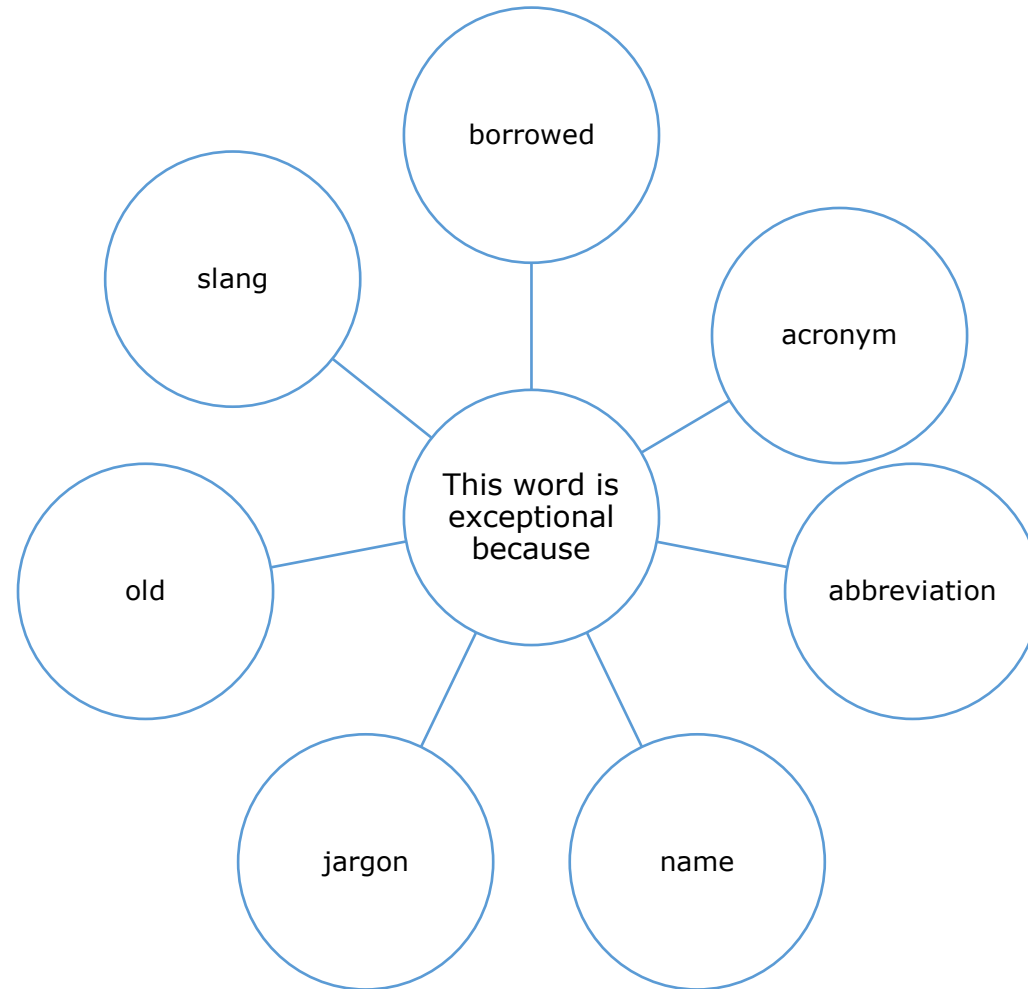 borrowed
slang
acronym
This word is
exceptional
because
old
abbreviation
jargon
name